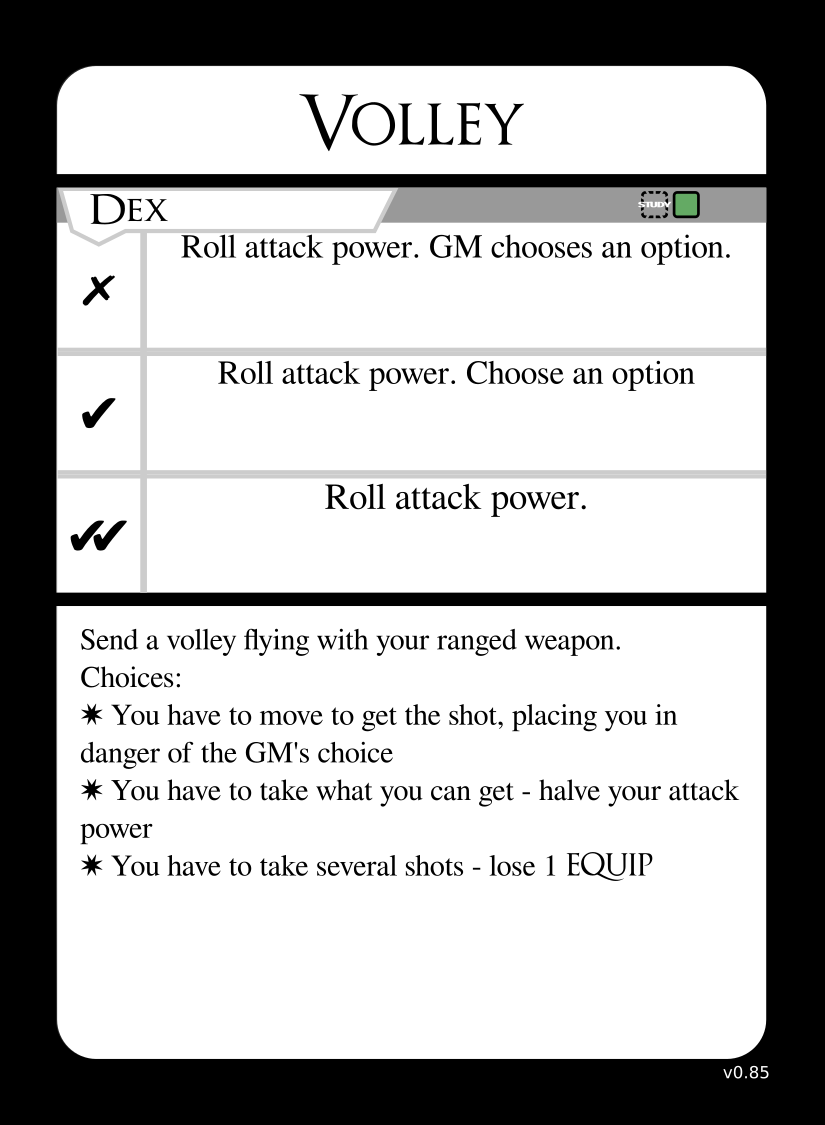 VOLLEY
DEX
STUDY
✗
Roll attack power. GM chooses an option.
✔
Roll attack power. Choose an option
✔✔
Roll attack power.
Send a volley flying with your ranged weapon.
Choices:
✷ You have to move to get the shot, placing you in
danger of the GM's choice
✷ You have to take what you can get - halve your attack
power
✷ You have to take several shots - lose 1 EQUIP
v0.85